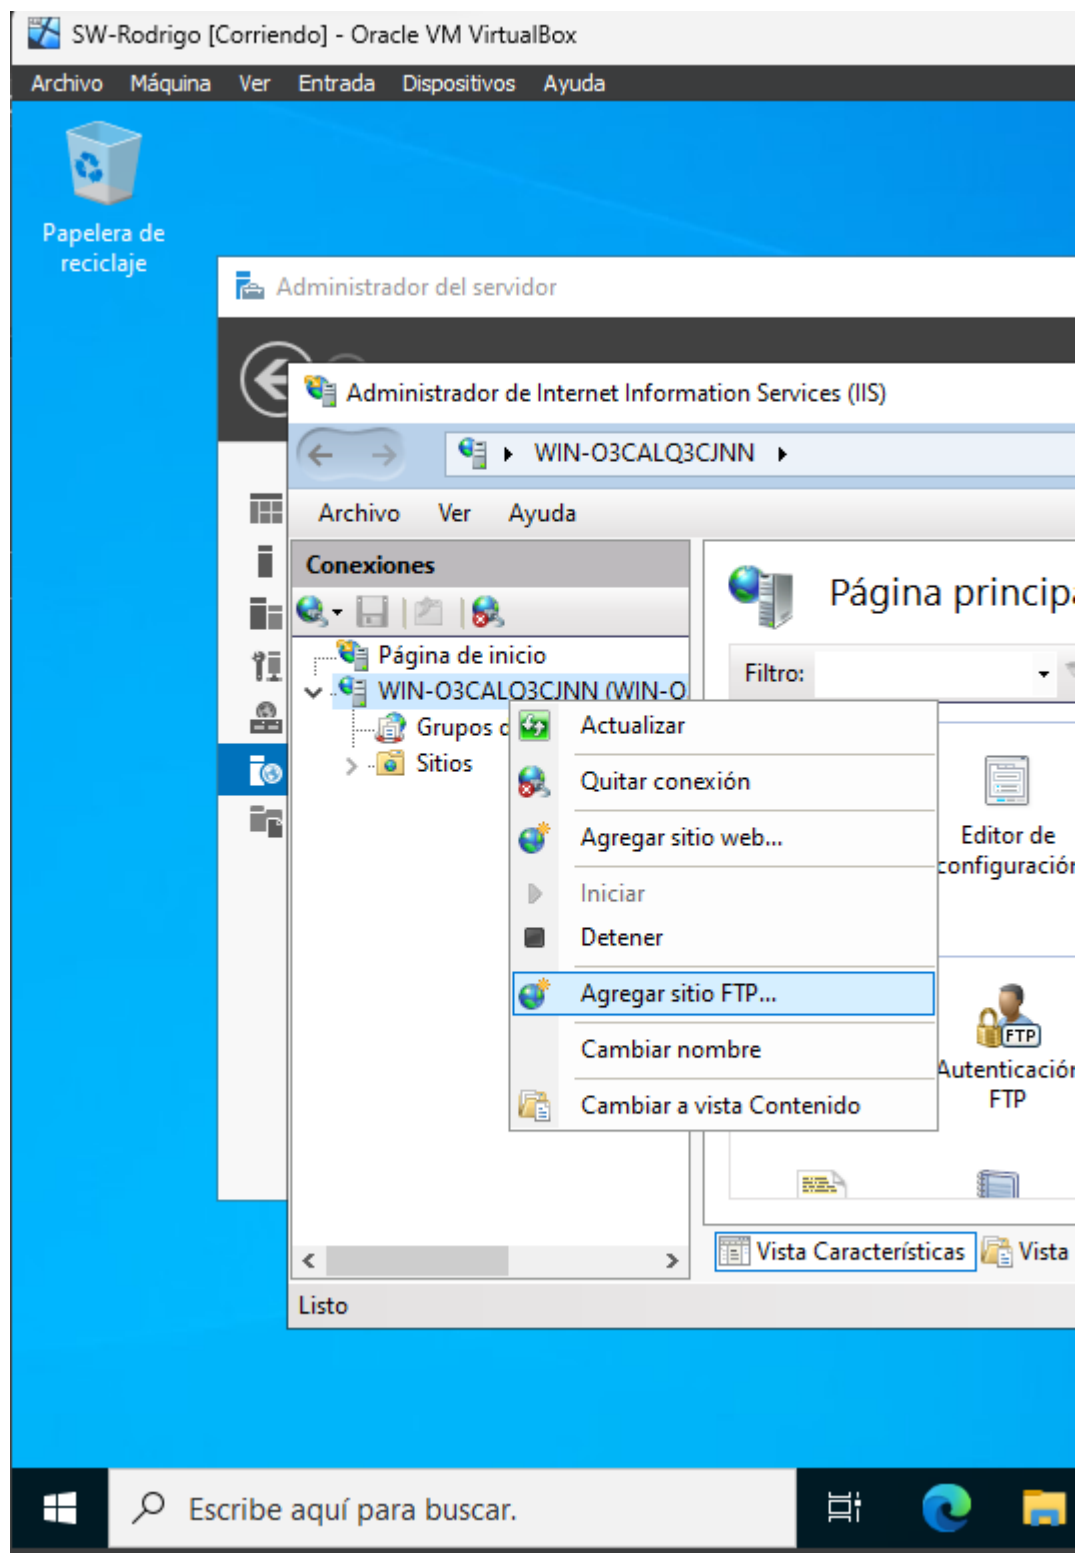 SW-Rodrigo [Corriendo] - Oracle VM VirtualBox
Archivo Máquina Ver Entrada Dispositivos Ayuda
Papelera de
reciclaje
Administrador del servidor
Administrador de Internet Information Services (IIS)
WIN-O3CALQ3CJNN
Archivo Ver Ayuda
Conexiones
Página principa
Filtro:
Página de inicio
WIN-O3CALQ3CJNN (WIN-O
Grupos d
Sitios
Actualizar
Quitar conexión
Agregar sitio web...
Iniciar
Detener
Agregar sitio FTP...
Cambiar nombre
Cambiar a vista Contenido
Editor de
configuración
FTP
Autenticación
FTP
Vista Características Vista
Listo
Escribe aquí para buscar.